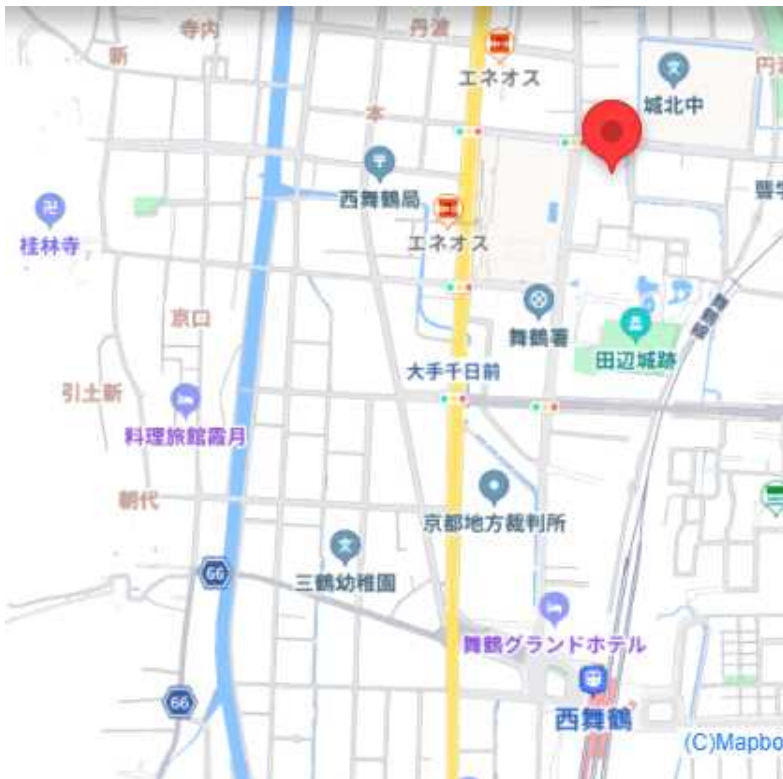 寺内
丹波
新
エネオス
城北中
本
西舞鶴局
エネオス
桂林寺
京口
舞鶴署
田辺城跡
大手千日前
引土新
料理旅館霞月
朝代
京都地方裁判所
三鶴幼稚園
66
舞鶴グランドホテル
66
西舞鶴
(C)Mapbo